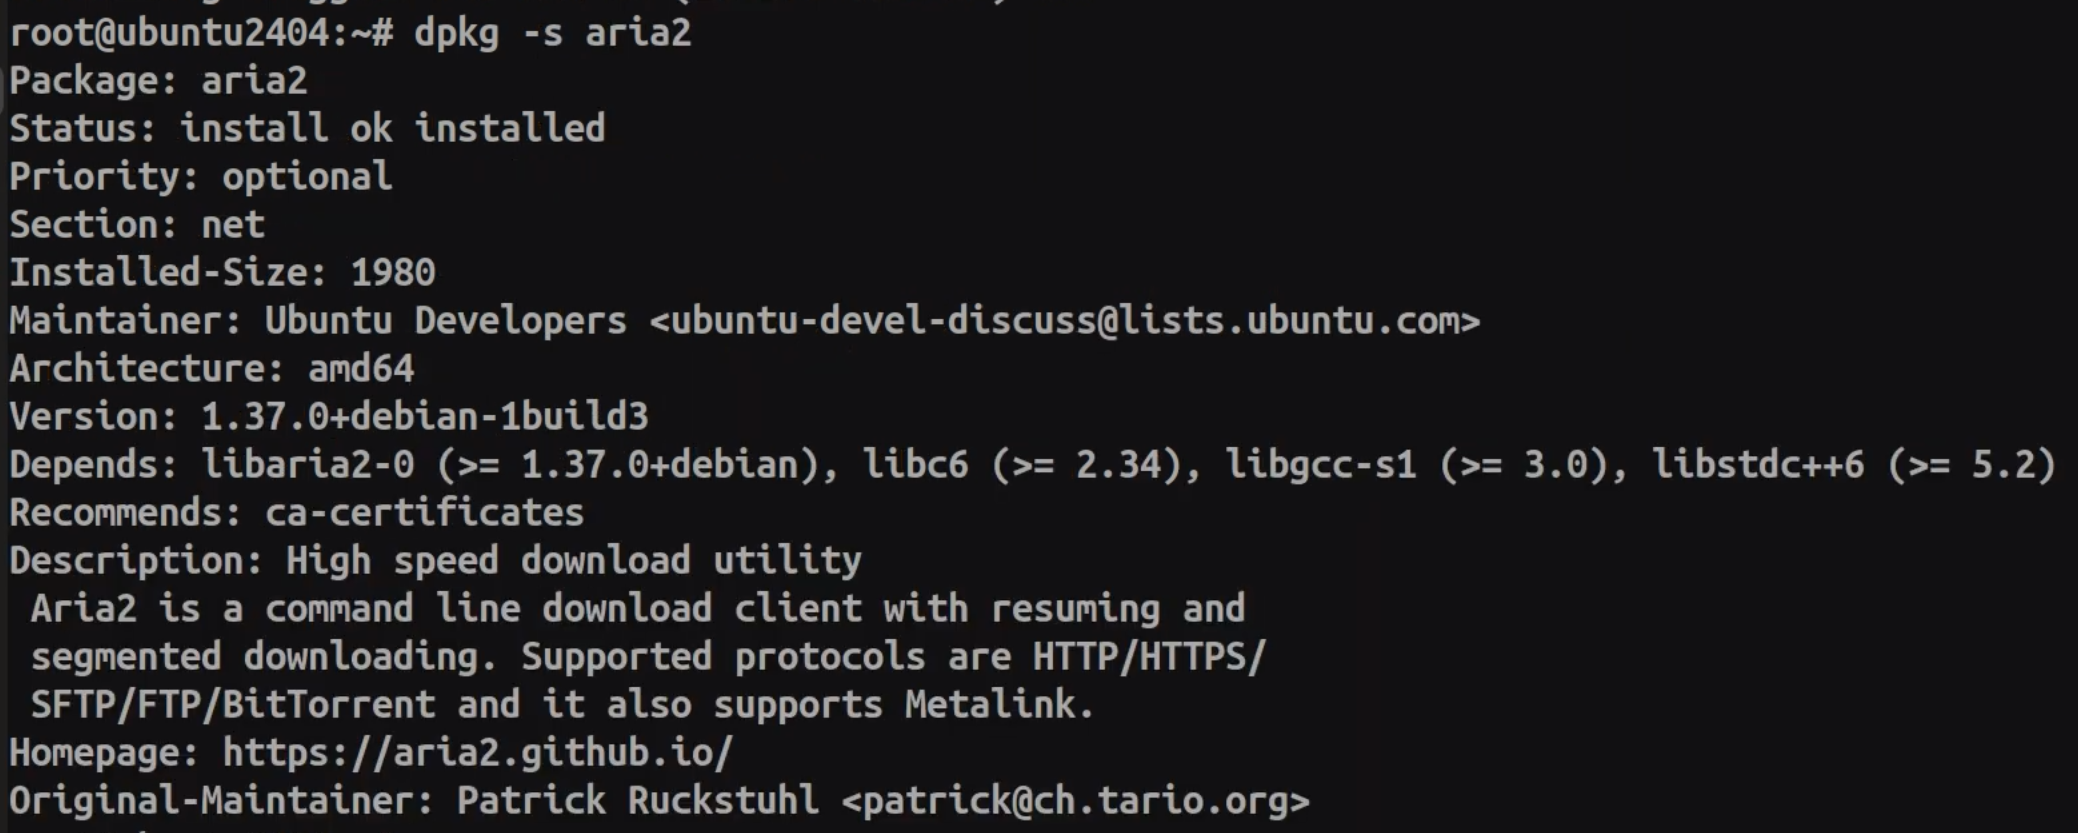 root@ubuntu2404:~# dpkg -s aria2
Package: aria2
Status: install ok installed
Priority: optional
Section: net
Installed-Size: 1980
Maintainer: Ubuntu Developers <ubuntu-devel-discuss@lists.ubuntu.com>
Architecture: amd64
Version: 1.37.0+debian-1build3
Depends: libaria2-0 (>= 1.37.0+debian), libc6 (>= 2.34), libgcc-s1 (>= 3.0), libstdc++6 (>= 5.2)
Recommends: ca-certificates
Description: High speed download utility
 Aria2 is a command line download client with resuming and
 segmented downloading. Supported protocols are HTTP/HTTPS/
 SFTP/FTP/BitTorrent and it also supports Metalink.
Homepage: https://aria2.github.io/
Original-Maintainer: Patrick Ruckstuhl <patrick@ch.tario.org>